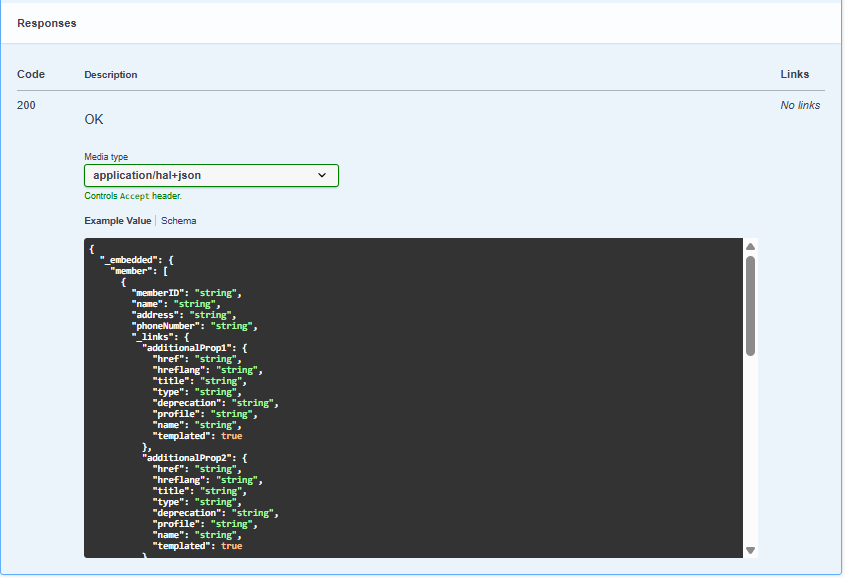 Responses
Code Description Links
200 OK No links
Media type
application/hal+json
Controls Accept header.
Example Value Schema
{
  "_embedded": {
    "member": [
      {
        "memberID": "string",
        "name": "string",
        "address": "string",
        "phoneNumber": "string",
        "_links": {
          "additionalProp1": {
            "href": "string",
            "hreflang": "string",
            "title": "string",
            "type": "string",
            "deprecation": "string",
            "profile": "string",
            "name": "string",
            "templated": true
          },
          "additionalProp2": {
            "href": "string",
            "hreflang": "string",
            "title": "string",
            "type": "string",
            "deprecation": "string",
            "profile": "string",
            "name": "string",
            "templated": true
          }